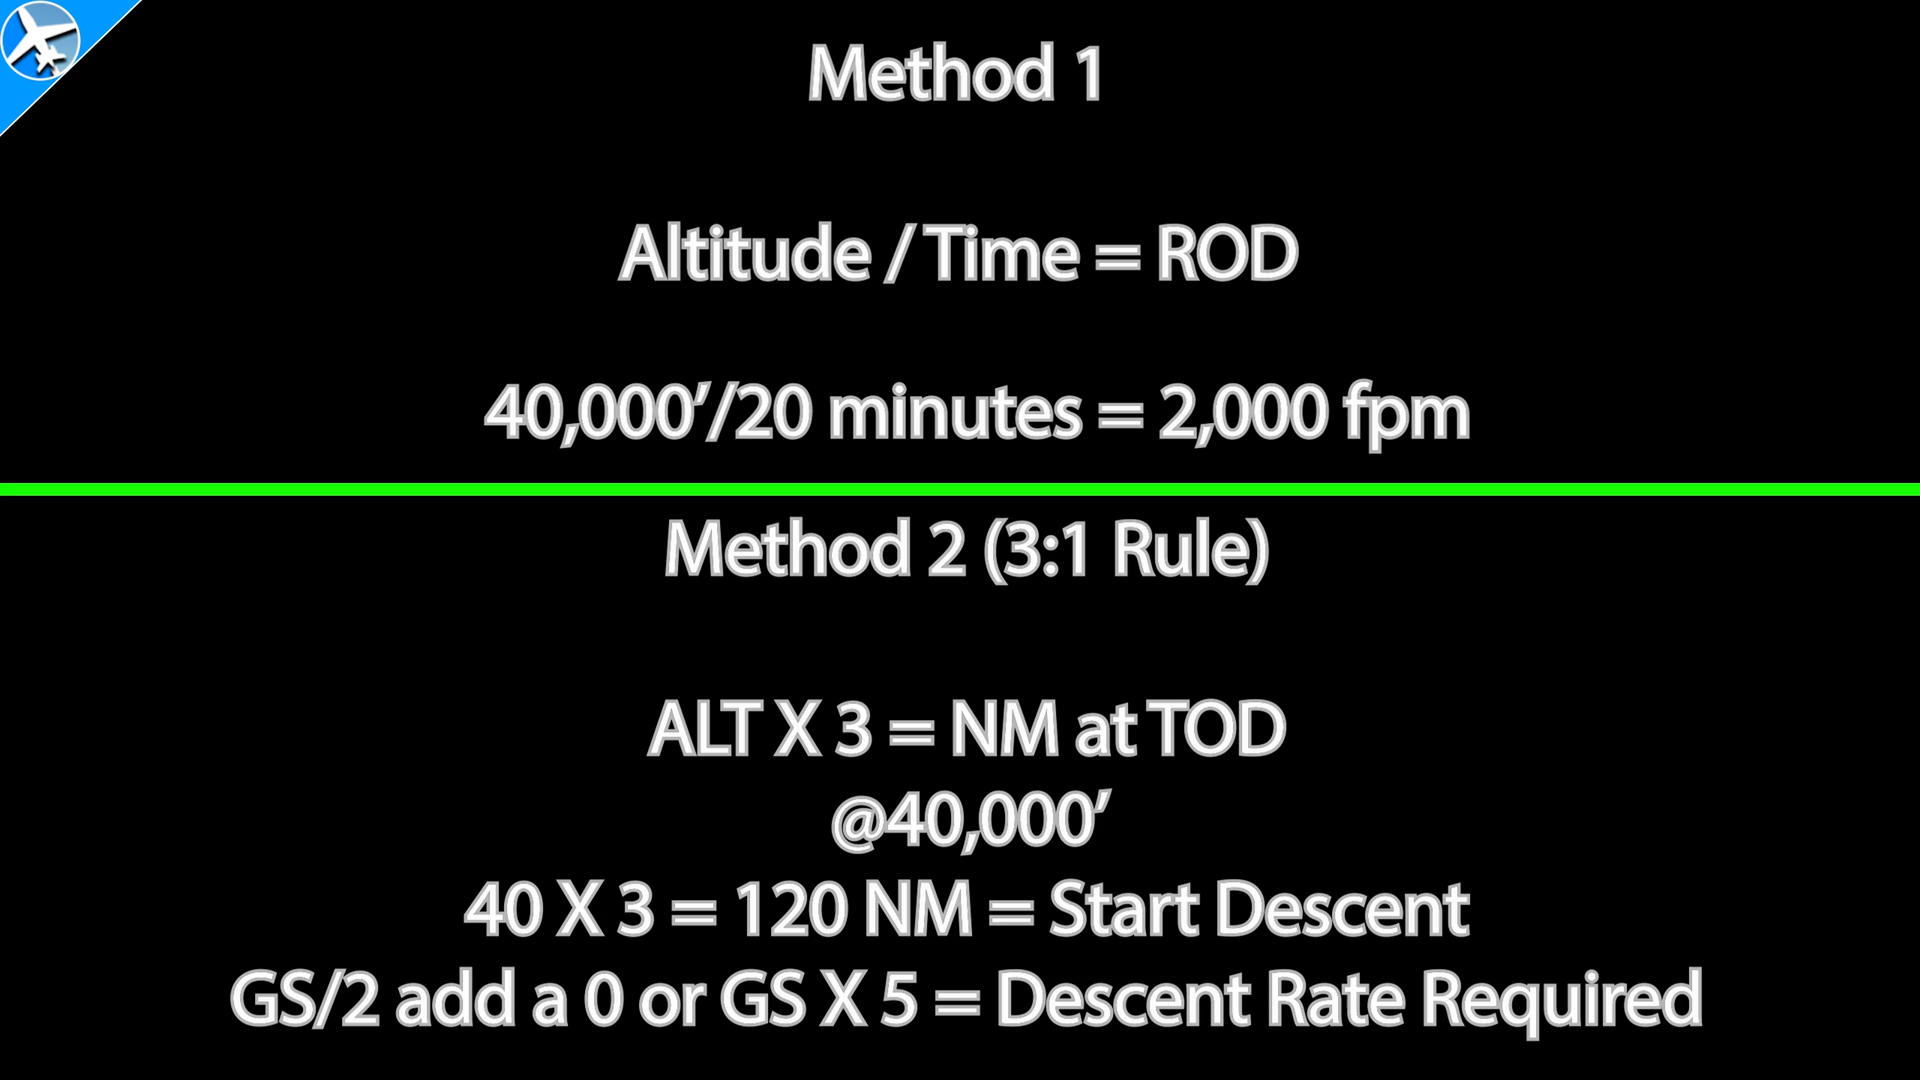 Method 1
Altitude / Time = ROD
40,000’/20 minutes = 2,000 fpm
Method 2 (3:1 Rule)
ALT X 3 = NM at TOD
@40,000’
40 X 3 = 120 NM = Start Descent
GS/2 add a 0 or GS X 5 = Descent Rate Required